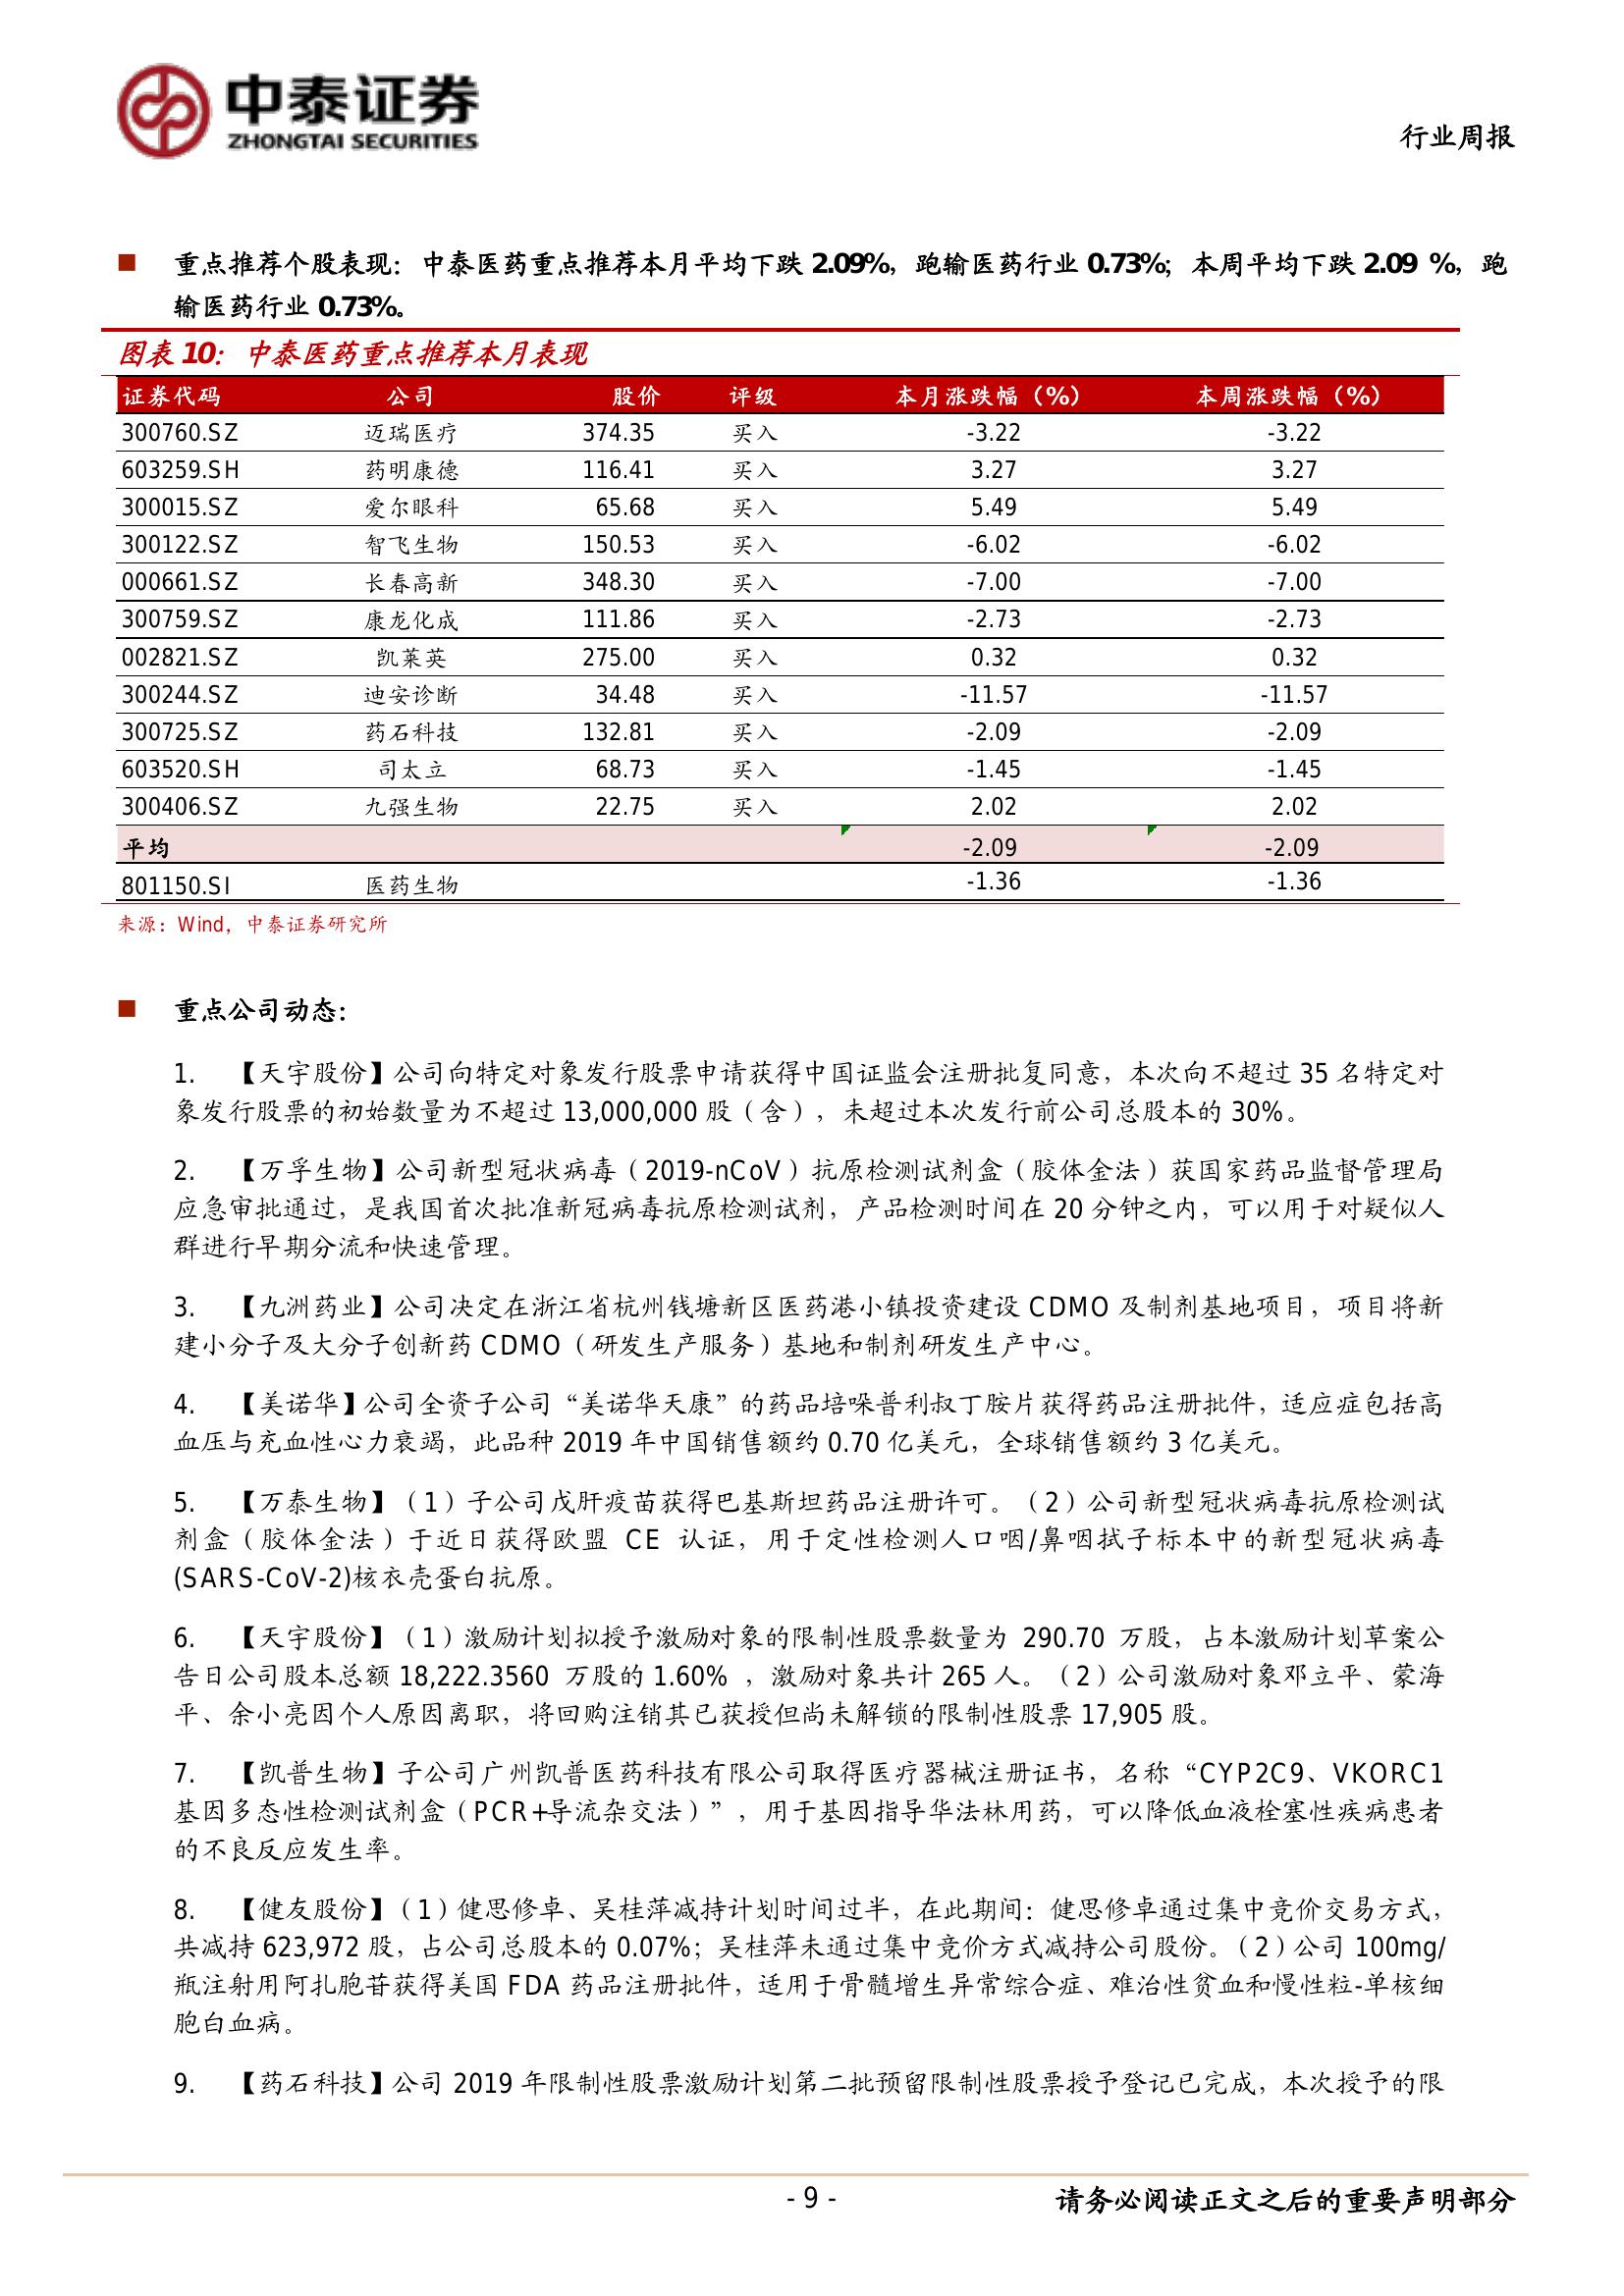 中泰证券
ZHONGTAI SECURITIES
行业周报
■ 重点推荐个股表现：中泰医药重点推荐本月平均下跌 2.09%，跑输医药行业 0.73%；本周平均下跌 2.09 %，跑
输医药行业 0.73%。
图表 10：中泰医药重点推荐本月表现
证券代码 公司 股价 评级 本月涨跌幅（%） 本周涨跌幅（%）
300760.SZ 迈瑞医疗 374.35 买入 -3.22 -3.22
603259.SH 药明康德 116.41 买入 3.27 3.27
300015.SZ 爱尔眼科 65.68 买入 5.49 5.49
300122.SZ 智飞生物 150.53 买入 -6.02 -6.02
000661.SZ 长春高新 348.30 买入 -7.00 -7.00
300759.SZ 康龙化成 111.86 买入 -2.73 -2.73
002821.SZ 凯莱英 275.00 买入 0.32 0.32
300244.SZ 迪安诊断 34.48 买入 -11.57 -11.57
300725.SZ 药石科技 132.81 买入 -2.09 -2.09
603520.SH 司太立 68.73 买入 -1.45 -1.45
300406.SZ 九强生物 22.75 买入 2.02 2.02
平均 -2.09 -2.09
801150.SI 医药生物 -1.36 -1.36
来源：Wind，中泰证券研究所
■ 重点公司动态：
1. 【天宇股份】公司向特定对象发行股票申请获得中国证监会注册批复同意，本次向不超过 35 名特定对
象发行股票的初始数量为不超过 13,000,000 股（含），未超过本次发行前公司总股本的 30%。
2. 【万孚生物】公司新型冠状病毒（2019-nCoV）抗原检测试剂盒（胶体金法）获国家药品监督管理局
应急审批通过，是我国首次批准新冠病毒抗原检测试剂，产品检测时间在 20 分钟之内，可以用于对疑似人
群进行早期分流和快速管理。
3. 【九洲药业】公司决定在浙江省杭州钱塘新区医药港小镇投资建设 CDMO 及制剂基地项目，项目将新
建小分子及大分子创新药 CDMO（研发生产服务）基地和制剂研发生产中心。
4. 【美诺华】公司全资子公司“美诺华天康”的药品培哚普利叔丁胺片获得药品注册批件，适应症包括高
血压与充血性心力衰竭，此品种 2019 年中国销售额约 0.70 亿美元，全球销售额约 3 亿美元。
5. 【万泰生物】（1）子公司戊肝疫苗获得巴基斯坦药品注册许可。（2）公司新型冠状病毒抗原检测试
剂盒（胶体金法）于近日获得欧盟 CE 认证，用于定性检测人口咽/鼻咽拭子标本中的新型冠状病毒
(SARS-CoV-2)核衣壳蛋白抗原。
6. 【天宇股份】（1）激励计划拟授予激励对象的限制性股票数量为 290.70 万股，占本激励计划草案公
告日公司股本总额 18,222.3560 万股的 1.60% ，激励对象共计 265 人。（2）公司激励对象邓立平、蒙海
平、余小亮因个人原因离职，将回购注销其已获授但尚未解锁的限制性股票 17,905 股。
7. 【凯普生物】子公司广州凯普医药科技有限公司取得医疗器械注册证书，名称“CYP2C9、VKORC1
基因多态性检测试剂盒（PCR+导流杂交法）”，用于基因指导华法林用药，可以降低血液栓塞性疾病患者
的不良反应发生率。
8. 【健友股份】（1）健思修卓、吴桂萍减持计划时间过半，在此期间：健思修卓通过集中竞价交易方式，
共减持 623,972 股，占公司总股本的 0.07%；吴桂萍未通过集中竞价方式减持公司股份。（2）公司 100mg/
瓶注射用阿扎胞苷获得美国 FDA 药品注册批件，适用于骨髓增生异常综合症、难治性贫血和慢性粒-单核细
胞白血病。
9. 【药石科技】公司 2019 年限制性股票激励计划第二批预留限制性股票授予登记已完成，本次授予的限
- 9 -
请务必阅读正文之后的重要声明部分